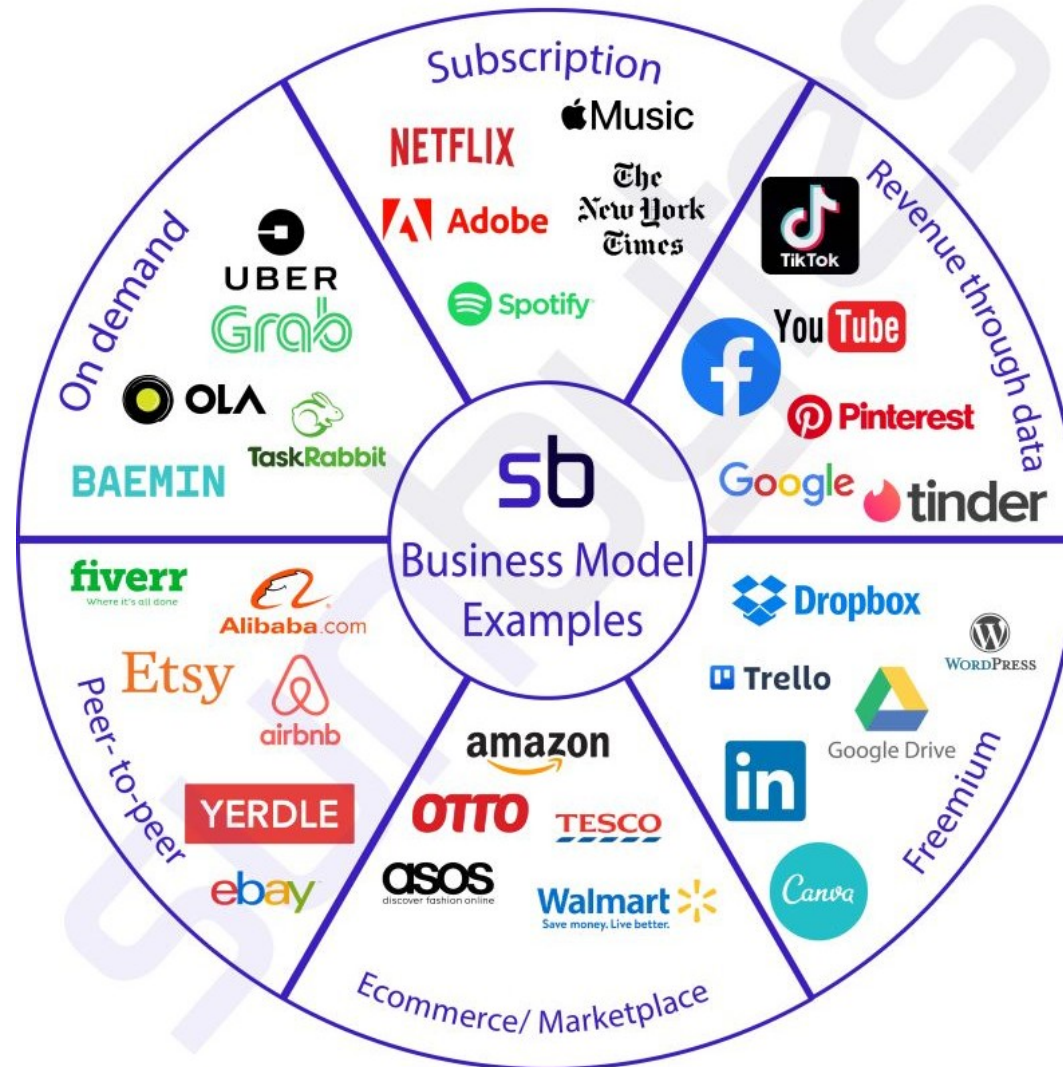 Subscription
Music
NETFLIX
The
New York
Times
Adobe
Spotify
Revenue through data
TikTok
YouTube
f
Pinterest
Google
tinder
On demand
UBER
Grab
OLA
TaskRabbit
BAEMIN
sb
Business Model
Examples
fiverr
Where it's all done
Alibaba.com
Etsy
airbnb
YERDLE
ebay
Peer-to-peer
amazon
OTTO
TESCO
asos
discover fashion online
Walmart
Save money. Live better.
Ecommerce/ Marketplace
Dropbox
W
WORDPRESS
Trello
Google Drive
in
Canva
Freemium